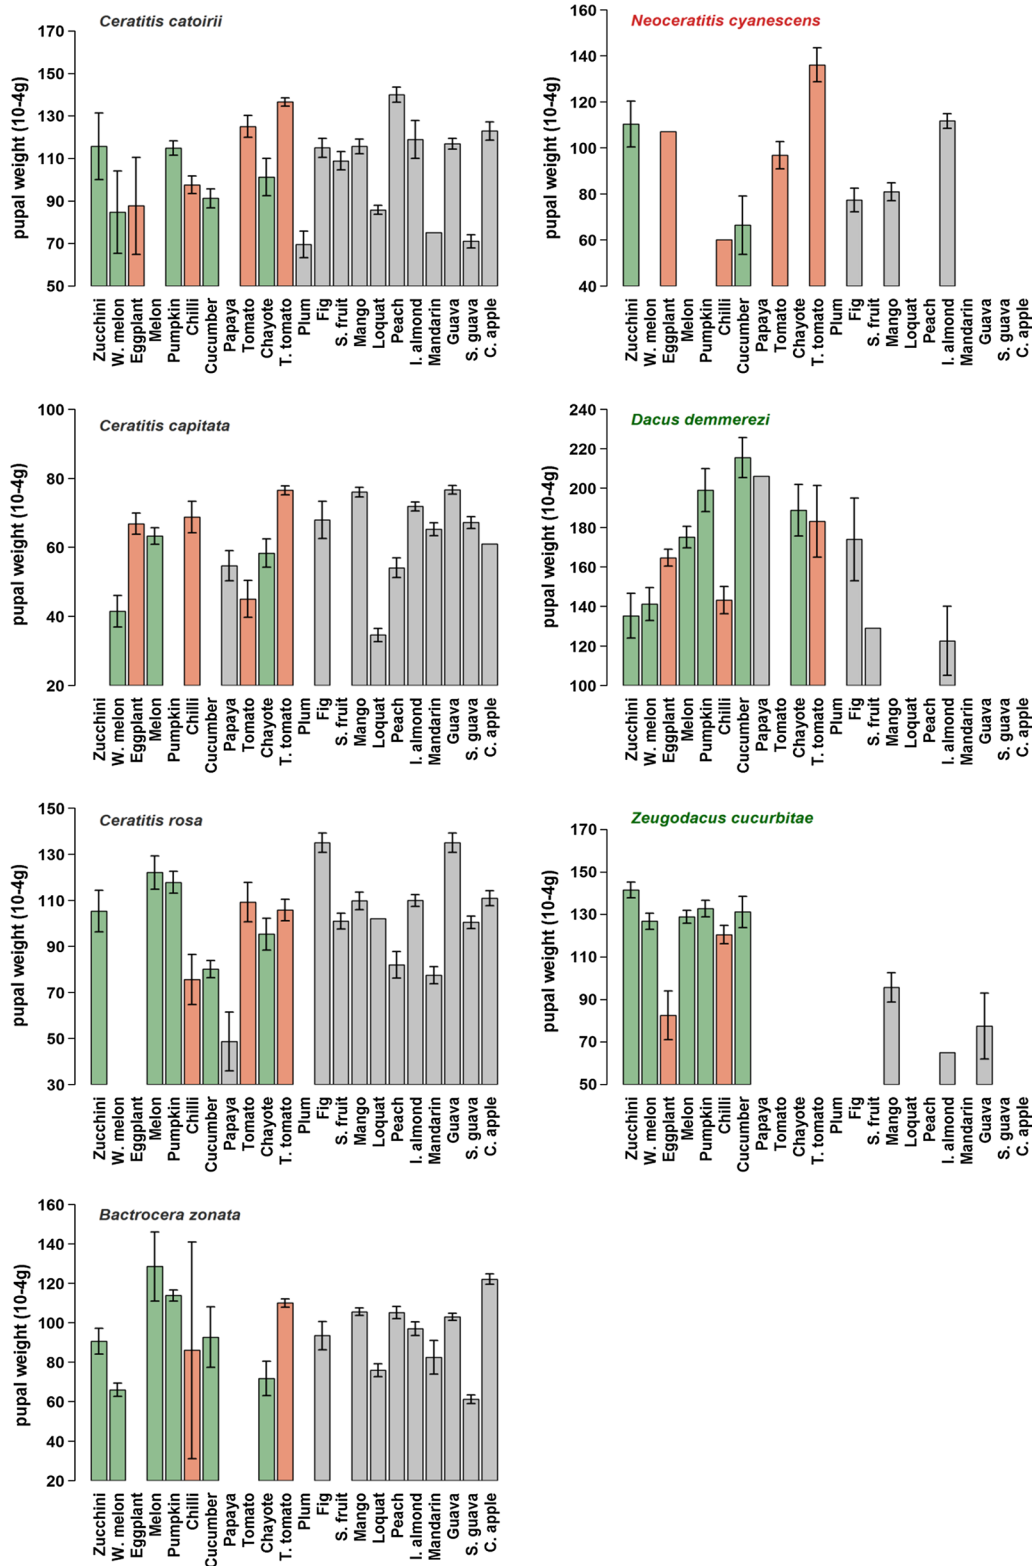 Ceratitis catoirii
pupal weight (10-4g)
170
150
130
110
90
70
50
Zucchini
W. melon
Eggplant
Melon
Pumpkin
Chilli
Cucumber
Papaya
Tomato
Chayote
T. tomato
Plum
Fig
S. fruit
Mango
Loquat
Peach
I. almond
Mandarin
Guava
S. guava
C. apple
Neoceratitis cyanescens
pupal weight (10-4g)
160
140
120
100
80
60
40
Zucchini
W. melon
Eggplant
Melon
Pumpkin
Chilli
Cucumber
Papaya
Tomato
Chayote
T. tomato
Plum
Fig
S. fruit
Mango
Loquat
Peach
I. almond
Mandarin
Guava
S. guava
C. apple
Ceratitis capitata
pupal weight (10-4g)
100
80
60
40
20
Zucchini
W. melon
Eggplant
Melon
Pumpkin
Chilli
Cucumber
Papaya
Tomato
Chayote
T. tomato
Plum
Fig
S. fruit
Mango
Loquat
Peach
I. almond
Mandarin
Guava
S. guava
C. apple
Dacus demmerezi
pupal weight (10-4g)
240
220
200
180
160
140
120
100
Zucchini
W. melon
Eggplant
Melon
Pumpkin
Chilli
Cucumber
Papaya
Tomato
Chayote
T. tomato
Plum
Fig
S. fruit
Mango
Loquat
Peach
I. almond
Mandarin
Guava
S. guava
C. apple
Ceratitis rosa
pupal weight (10-4g)
150
130
110
90
70
50
30
Zucchini
W. melon
Eggplant
Melon
Pumpkin
Chilli
Cucumber
Papaya
Tomato
Chayote
T. tomato
Plum
Fig
S. fruit
Mango
Loquat
Peach
I. almond
Mandarin
Guava
S. guava
C. apple
Zeugodacus cucurbitae
pupal weight (10-4g)
170
150
130
110
90
70
50
Zucchini
W. melon
Eggplant
Melon
Pumpkin
Chilli
Cucumber
Papaya
Tomato
Chayote
T. tomato
Plum
Fig
S. fruit
Mango
Loquat
Peach
I. almond
Mandarin
Guava
S. guava
C. apple
Bactrocera zonata
pupal weight (10-4g)
160
140
120
100
80
60
40
20
Zucchini
W. melon
Eggplant
Melon
Pumpkin
Chilli
Cucumber
Papaya
Tomato
Chayote
T. tomato
Plum
Fig
S. fruit
Mango
Loquat
Peach
I. almond
Mandarin
Guava
S. guava
C. apple